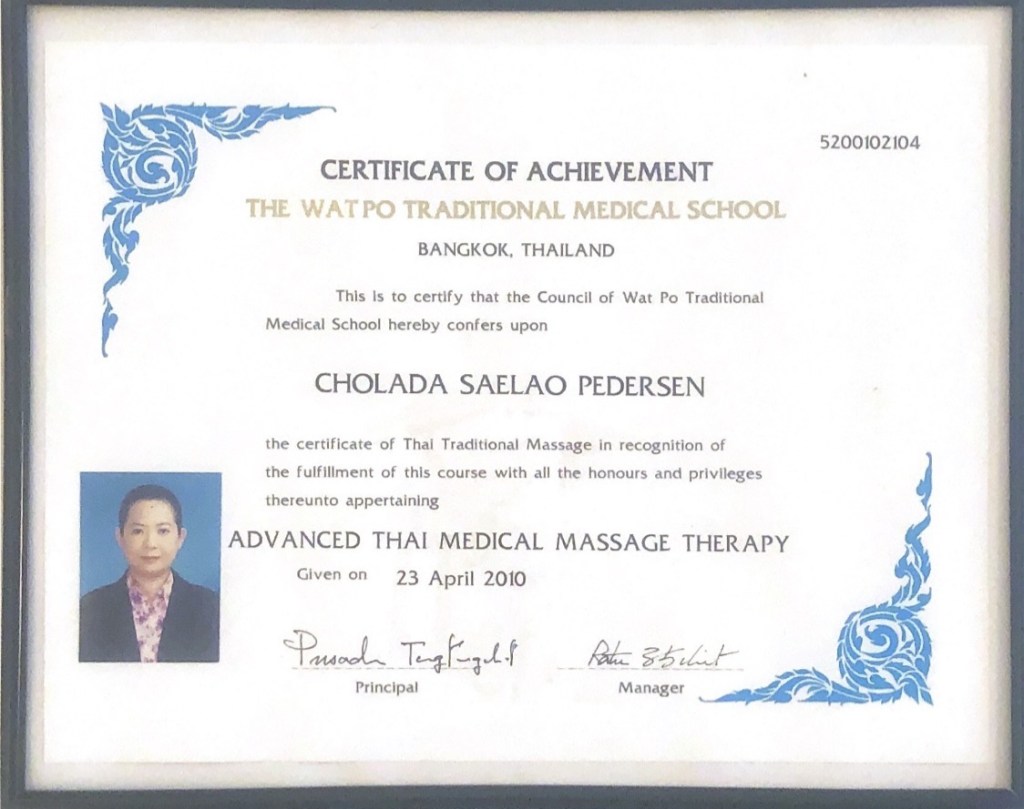 5200102104
CERTIFICATE OF ACHIEVEMENT
THE WAT PO TRADITIONAL MEDICAL SCHOOL
BANGKOK, THAILAND
This is to certify that the Council of Wat Po Traditional
Medical School hereby confers upon
CHOLADA SAELAO PEDERSEN
the certificate of Thai Traditional Massage in recognition of
the fulfillment of this course with all the honours and privileges
thereunto appertaining
ADVANCED THAI MEDICAL MASSAGE THERAPY
Given on 23 April 2010
Principal
Manager